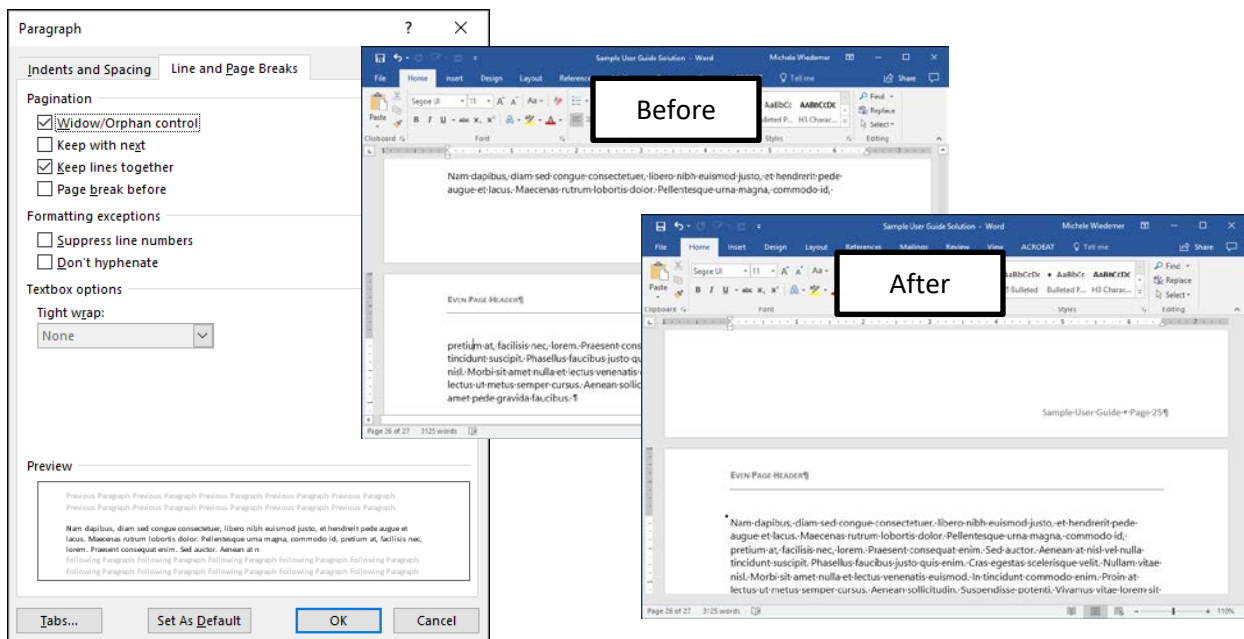 Paragraph ? ×
Indents and Spacing Line and Page Breaks
Pagination
Widow/Orphan control
Keep with next
Keep lines together
Page break before
Formatting exceptions
Suppress line numbers
Don't hyphenate
Textbox options
Tight wrap:
None
Preview
Previous Paragraph Previous Paragraph Previous Paragraph Previous Paragraph Previous Paragraph
Previous Paragraph Previous Paragraph Previous Paragraph Previous Paragraph Previous Paragraph
Nam dapibus, diam sed congue consectetuer, libero nibh euismod justo, et hendrerit pede augue et
lacus. Maecenas rutrum lobortis dolor. Pellentesque urna magna, commodo id, pretium at, facilisis nec,
lorem. Praesent consequat enim. Sed auctor. Aenean at n
Following Paragraph Following Paragraph Following Paragraph Following Paragraph Following Paragraph
Following Paragraph Following Paragraph Following Paragraph Following Paragraph Following Paragraph
Tabs... Set As Default OK Cancel
Sample User Guide Solution - Word Michele Wiedemer
File Home Insert Design Layout Tell me Share
Before
Paste Segoe UI 11 Find
Replace
Select
Clipboard Font Styles Editing
Nam dapibus, diam sed congue consectetuer, libero nibh euismod justo, et hendrerit pede
augue et lacus. Maecenas rutrum lobortis dolor. Pellentesque urna magna, commodo id,
Even Page Header¶
pretium at, facilisis nec, lorem. Praesent cons
tincidunt suscipit. Phasellus faucibus justo qu
nisl. Morbi sit amet nulla et lectus venenatis
lectus ut metus semper cursus. Aenean sollic
amet pede gravida faucibus. ¶
Page 26 of 27 3125 words
Sample User Guide Solution - Word Michele Wiedemer
File Home Insert Design Layout References Mailings Review View ACROBAT Tell me Share
After
Paste Segoe UI 11 Find
Replace
Select
Clipboard Font Styles Editing
Sample User Guide • Page 25¶
Even Page Header¶
Nam dapibus, diam sed congue consectetuer, libero nibh euismod justo, et hendrerit pede
augue et lacus. Maecenas rutrum lobortis dolor. Pellentesque urna magna, commodo id,
pretium at, facilisis nec, lorem. Praesent consequat enim. Sed auctor. Aenean at nisl vel nulla
tincidunt suscipit. Phasellus faucibus justo quis enim. Cras egestas scelerisque velit. Nullam vitae
nisl. Morbi sit amet nulla et lectus venenatis euismod. In tincidunt commodo enim. Proin at
lectus ut metus semper cursus. Aenean sollicitudin. Suspendisse potenti. Vivamus vitae lorem sit
Page 26 of 27 3125 words 110%